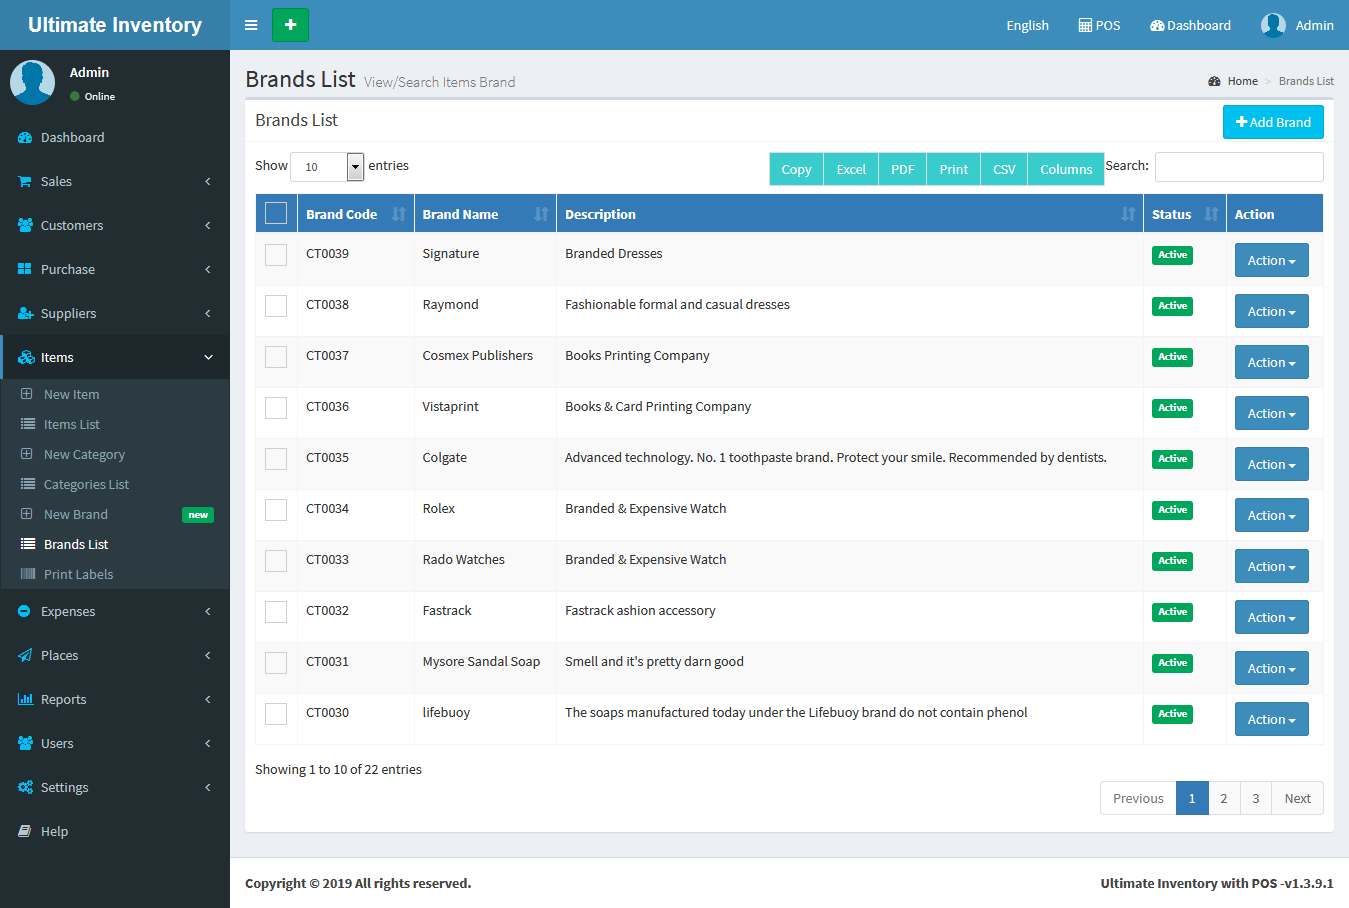 Ultimate Inventory
English POS Dashboard Admin
Admin
Online
Dashboard
Sales
Customers
Purchase
Suppliers
Items
New Item
Items List
New Category
Categories List
New Brand new
Brands List
Print Labels
Expenses
Places
Reports
Users
Settings
Help
Brands List View/Search Items Brand
Home > Brands List
Brands List
Add Brand
Show 10 entries
Copy Excel PDF Print CSV Columns Search:
Brand Code Brand Name Description Status Action
CT0039 Signature Branded Dresses Active Action
CT0038 Raymond Fashionable formal and casual dresses Active Action
CT0037 Cosmex Publishers Books Printing Company Active Action
CT0036 Vistaprint Books & Card Printing Company Active Action
CT0035 Colgate Advanced technology. No. 1 toothpaste brand. Protect your smile. Recommended by dentists. Active Action
CT0034 Rolex Branded & Expensive Watch Active Action
CT0033 Rado Watches Branded & Expensive Watch Active Action
CT0032 Fastrack Fastrack ashion accessory Active Action
CT0031 Mysore Sandal Soap Smell and it's pretty darn good Active Action
CT0030 lifebuoy The soaps manufactured today under the Lifebuoy brand do not contain phenol Active Action
Showing 1 to 10 of 22 entries
Previous 1 2 3 Next
Copyright © 2019 All rights reserved.
Ultimate Inventory with POS -v1.3.9.1